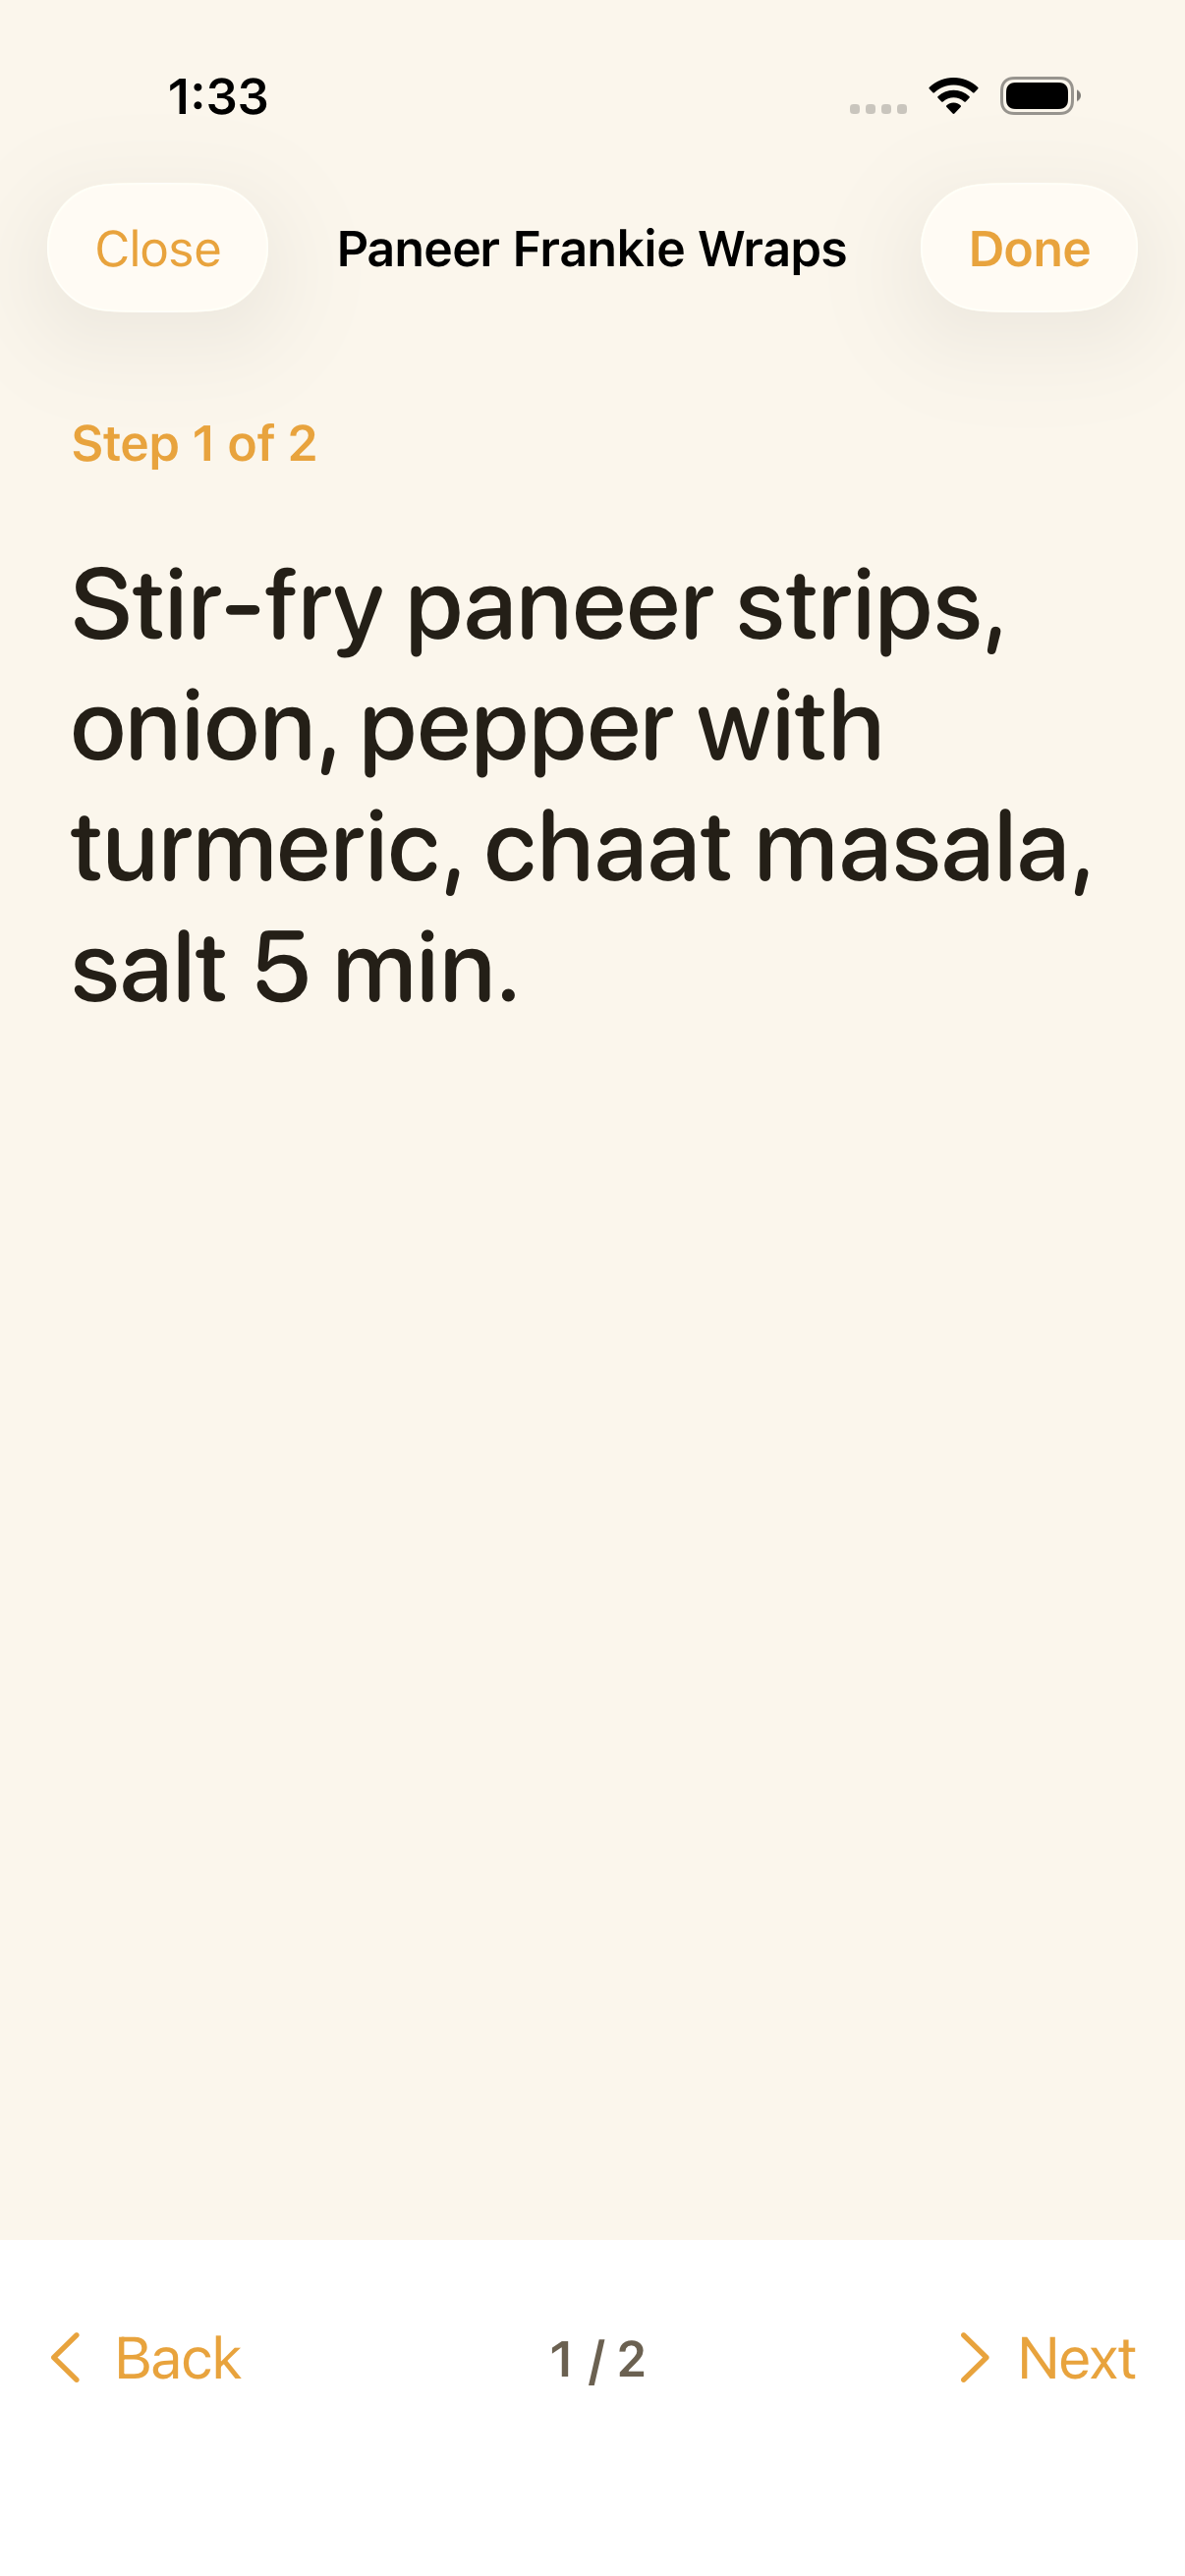 1:33
Close
Paneer Frankie Wraps
Done
Step 1 of 2
Stir-fry paneer strips,
onion, pepper with
turmeric, chaat masala,
salt 5 min.
Back
1 / 2
Next